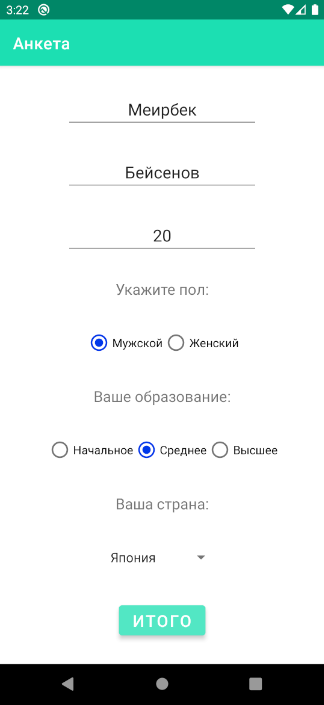 3:22
Анкета
Меирбек
Бейсенов
20
Укажите пол:
Мужской Женский
Ваше образование:
Начальное Среднее Высшее
Ваша страна:
Япония
ИТОГО